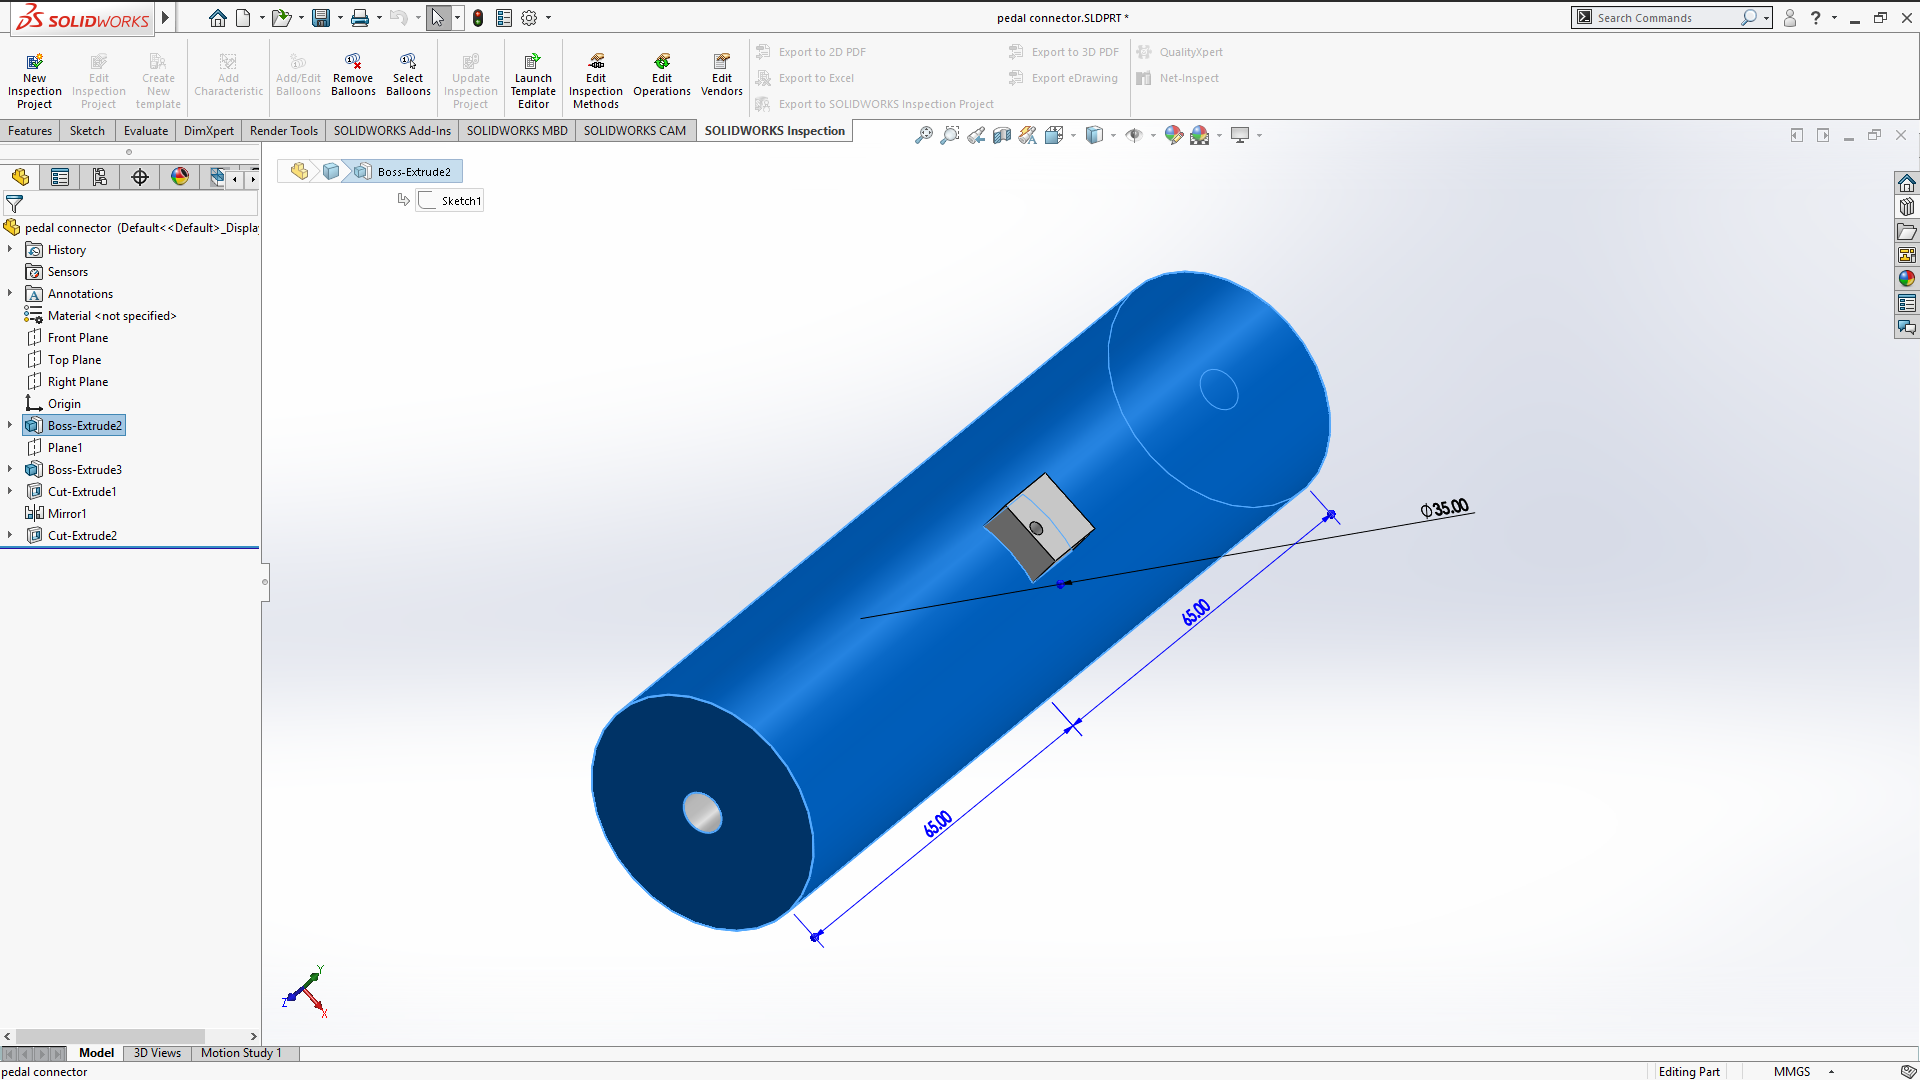 SOLIDWORKS
pedal connector.SLDPRT *
Search Commands
?
New Inspection Project
Edit Inspection Project
Create New template
Add Characteristic
Add/Edit Balloons
Remove Balloons
Select Balloons
Update Inspection Project
Launch Template Editor
Edit Inspection Methods
Edit Operations
Edit Vendors
Export to 2D PDF
Export to Excel
Export to SOLIDWORKS Inspection Project
Export to 3D PDF
Export eDrawing
QualityXpert
Net-Inspect
Features
Sketch
Evaluate
DimXpert
Render Tools
SOLIDWORKS Add-Ins
SOLIDWORKS MBD
SOLIDWORKS CAM
SOLIDWORKS Inspection
Boss-Extrude2
Sketch1
pedal connector (Default<<Default>_Displa
History
Sensors
Annotations
Material <not specified>
Front Plane
Top Plane
Right Plane
Origin
Boss-Extrude2
Plane1
Boss-Extrude3
Cut-Extrude1
Mirror1
Cut-Extrude2
Ø35.00
65.00
65.00
Y
Z
X
Model
3D Views
Motion Study 1
pedal connector
Editing Part
MMGS